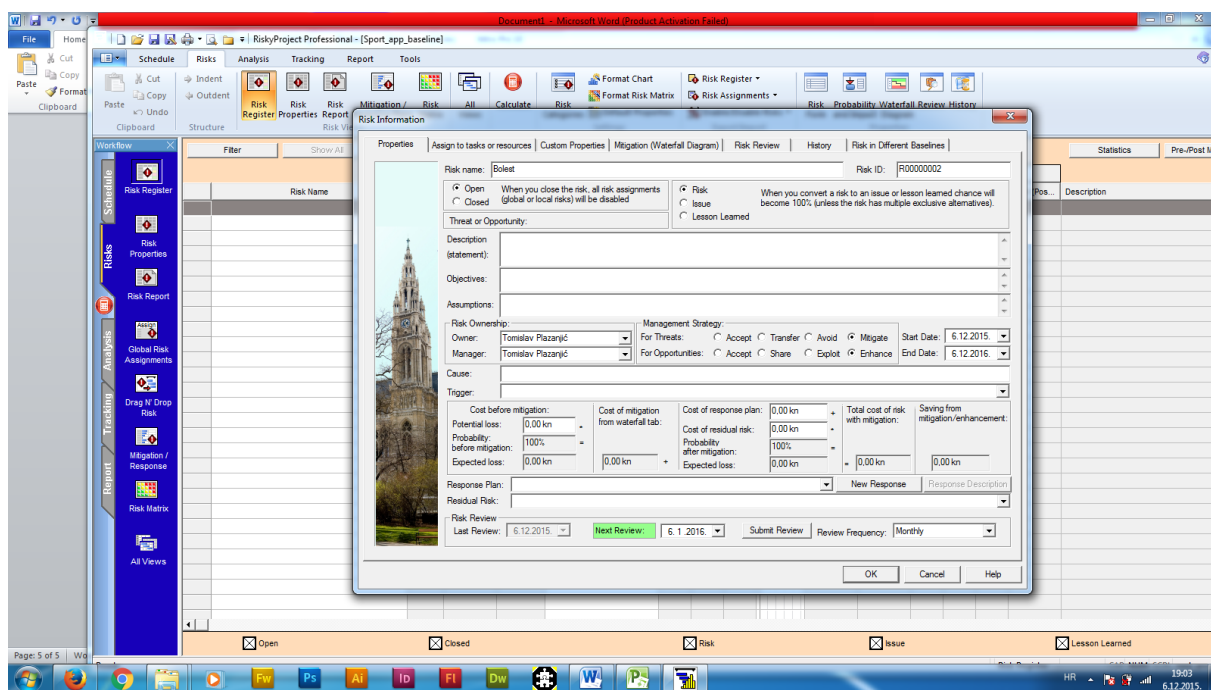 Document1 - Microsoft Word (Product Activation Failed)
File
Home
RiskyProject Professional - [Sport_app_baseline]
Cut
Copy
Format
Paste
Clipboard
Schedule
Risks
Analysis
Tracking
Report
Tools
Cut
Copy
Undo
Paste
Clipboard
Indent
Outdent
Structure
Risk Register
Risk Properties
Risk Report
Mitigation /
Risk
All
Calculate
Risk
Format Chart
Format Risk Matrix
Risk Register
Risk Assignments
Risk
Probability
Waterfall
Review
History
Workflow
Filter
Show All
Statistics
Pre-/Post M
Risk Name
(Pos...
Description
Schedule
Risks
Analysis
Tracking
Report
Risk Register
Risk
Properties
Risk Report
Assign
Global Risk
Assignments
Drag N' Drop
Risk
Mitigation /
Response
Risk Matrix
All Views
Risk Information
Properties
Assign to tasks or resources
Custom Properties
Mitigation (Waterfall Diagram)
Risk Review
History
Risk in Different Baselines
Risk name: Bolest
Risk ID: R00000002
Open
Closed
When you close the risk, all risk assignments
(global or local risks) will be disabled
Risk
Issue
Lesson Learned
When you convert a risk to an issue or lesson learned chance will
become 100% (unless the risk has multiple exclusive alternatives).
Threat or Opportunity:
Description
(statement):
Objectives:
Assumptions:
Risk Ownership:
Owner: Tomislav Plazanjić
Manager: Tomislav Plazanjić
Management Strategy:
For Threats: Accept Transfer Avoid Mitigate
For Opportunities: Accept Share Exploit Enhance
Start Date: 6.12.2015.
End Date: 6.12.2016.
Cause:
Trigger:
Cost before mitigation:
Potential loss: 0,00 kn
Probability
before mitigation: 100% =
Expected loss: 0,00 kn
Cost of mitigation
from waterfall tab:
0,00 kn +
Cost of response plan: 0,00 kn +
Cost of residual risk: 0,00 kn
Probability
after mitigation: 100%
Expected loss: 0,00 kn
Total cost of risk
with mitigation:
= 0,00 kn
Saving from
mitigation/enhancement:
0,00 kn
Response Plan:
New Response
Response Description
Residual Risk:
Risk Review
Last Review: 6.12.2015.
Next Review: 6. 1 .2016.
Submit Review
Review Frequency: Monthly
OK
Cancel
Help
Open
Closed
Risk
Issue
Lesson Learned
Page: 5 of 5
Wo
Fw
Ps
Ai
Id
Fl
Dw
W
P
HR
19:03
6.12.2015.